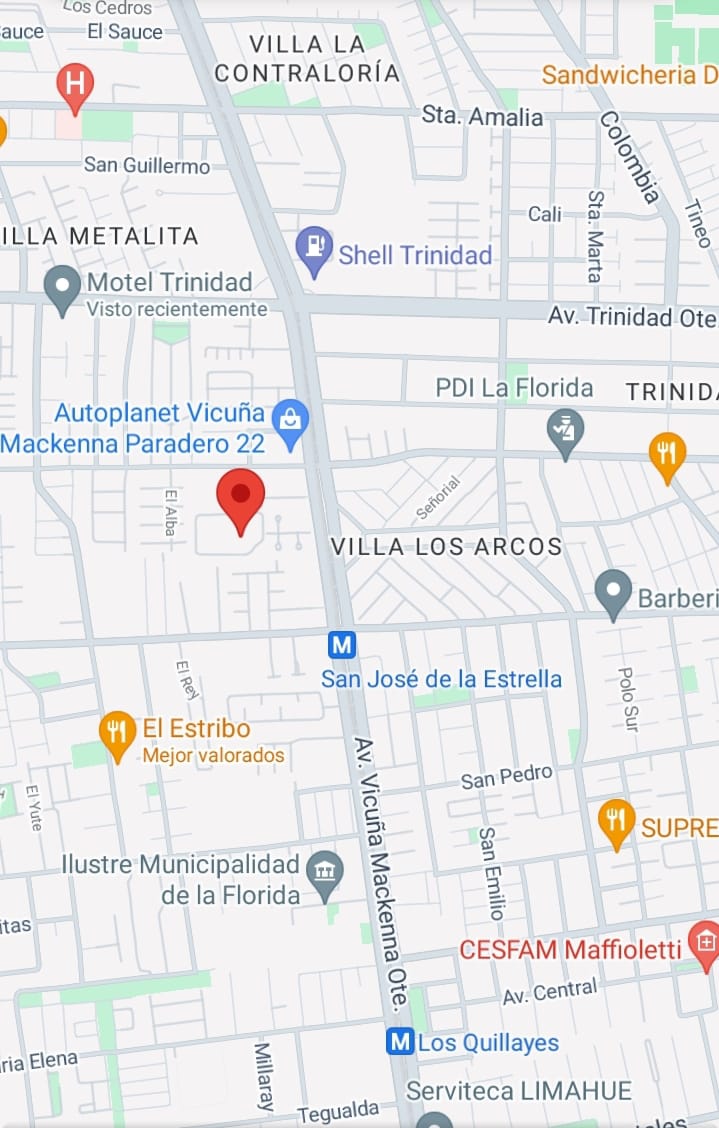 Los Cedros
auce
El Sauce
VILLA LA
CONTRALORÍA
Sandwicheria D
H
Sta. Amalia
Colombia
San Guillermo
Cali
Sta. Marta
Tineo
ILLA METALITA
Shell Trinidad
Motel Trinidad
Visto recientemente
Av. Trinidad Ote
PDI La Florida
TRINIDA
Autoplanet Vicuña
Mackenna Paradero 22
El Alba
Señorial
VILLA LOS ARCOS
Barberi
M
San José de la Estrella
El Rey
Polo Sur
El Estribo
Mejor valorados
Av. Vicuña Mackenna Ote.
San Pedro
El Yute
SUPRE
San Emilio
Ilustre Municipalidad
de la Florida
itas
CESFAM Maffioletti
Av. Central
M Los Quillayes
ria Elena
Millaray
Serviteca LIMAHUE
Tegualda
ales